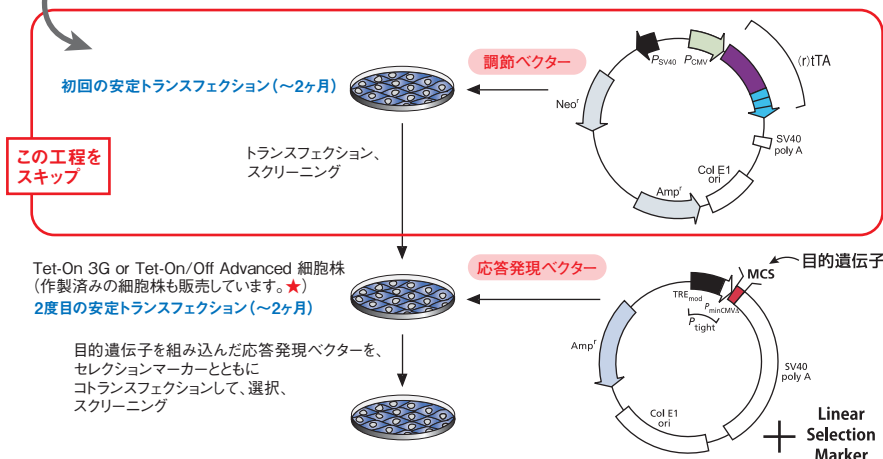 調節ベクター
初回の安定トランスフェクション(～2ヶ月)
PSV40
PCMV
(r)tTA
Neoʳ
SV40
poly A
Col E1
ori
Ampʳ
この工程を
スキップ
トランスフェクション、
スクリーニング
Tet-On 3G or Tet-On/Off Advanced 細胞株
(作製済みの細胞株も販売しています。★)
2度目の安定トランスフェクション(～2ヶ月)
応答発現ベクター
目的遺伝子
MCS
TREmod
PminCMVΔ
Ptight
Ampʳ
SV40
poly A
Col E1
ori
目的遺伝子を組み込んだ応答発現ベクターを、
セレクションマーカーとともに
コトランスフェクションして、選択、
スクリーニング
+ Linear
Selection
Marker